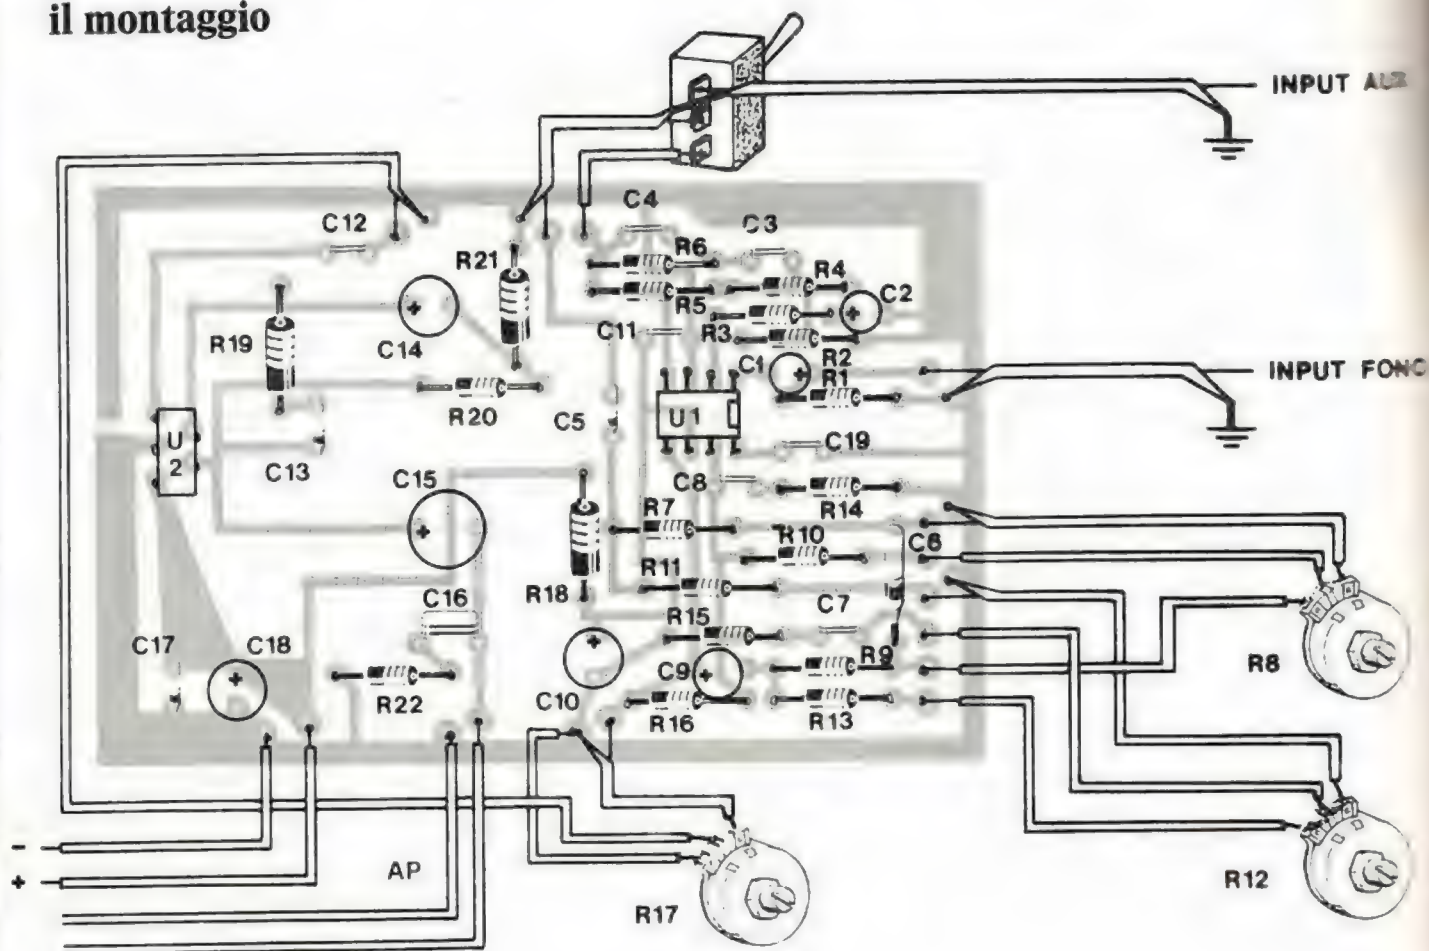 il montaggio
INPUT
C4
C12
C3
R6
R21
R4
C2
R5
C11
R3
R19
C14
R2
C1
R1
INPUT
R20
C5
U1
U
2
C13
C19
C15
C8
R14
R7
R10
C6
R11
R18
C16
C7
R15
C17
C18
R9
C9
R8
R22
C10
R16
R13
-
+
AP
R12
R17